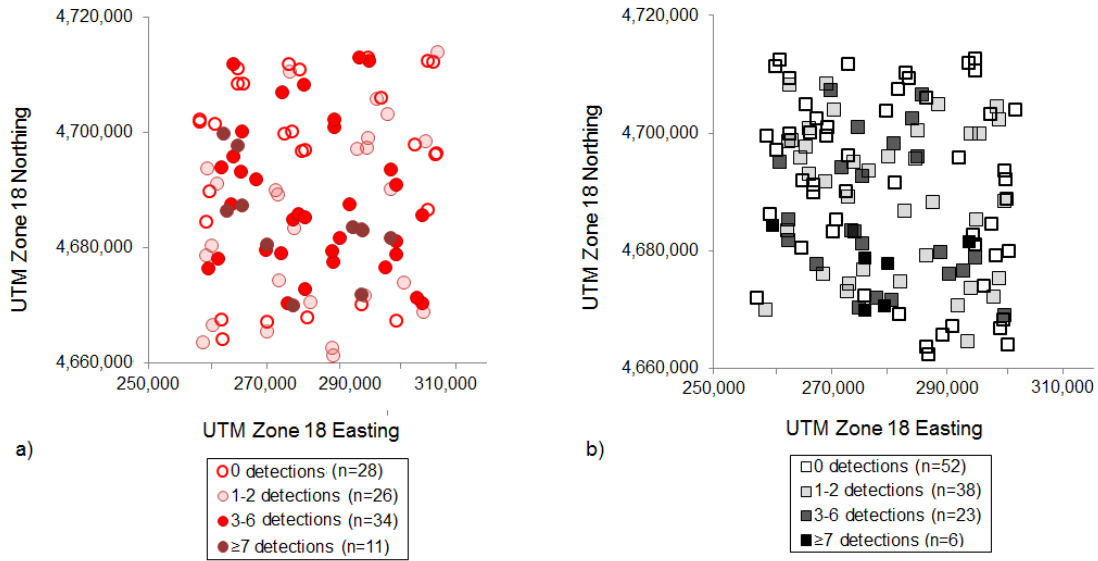 4,720,000
4,700,000
4,680,000
4,660,000
UTM Zone 18 Northing
250,000 270,000 290,000 310,000
UTM Zone 18 Easting
a)
0 detections (n=28)
1-2 detections (n=26)
3-6 detections (n=34)
≥7 detections (n=11)
4,720,000
4,700,000
4,680,000
4,660,000
UTM Zone 18 Northing
250,000 270,000 290,000 310,000
UTM Zone 18 Easting
b)
0 detections (n=52)
1-2 detections (n=38)
3-6 detections (n=23)
≥7 detections (n=6)